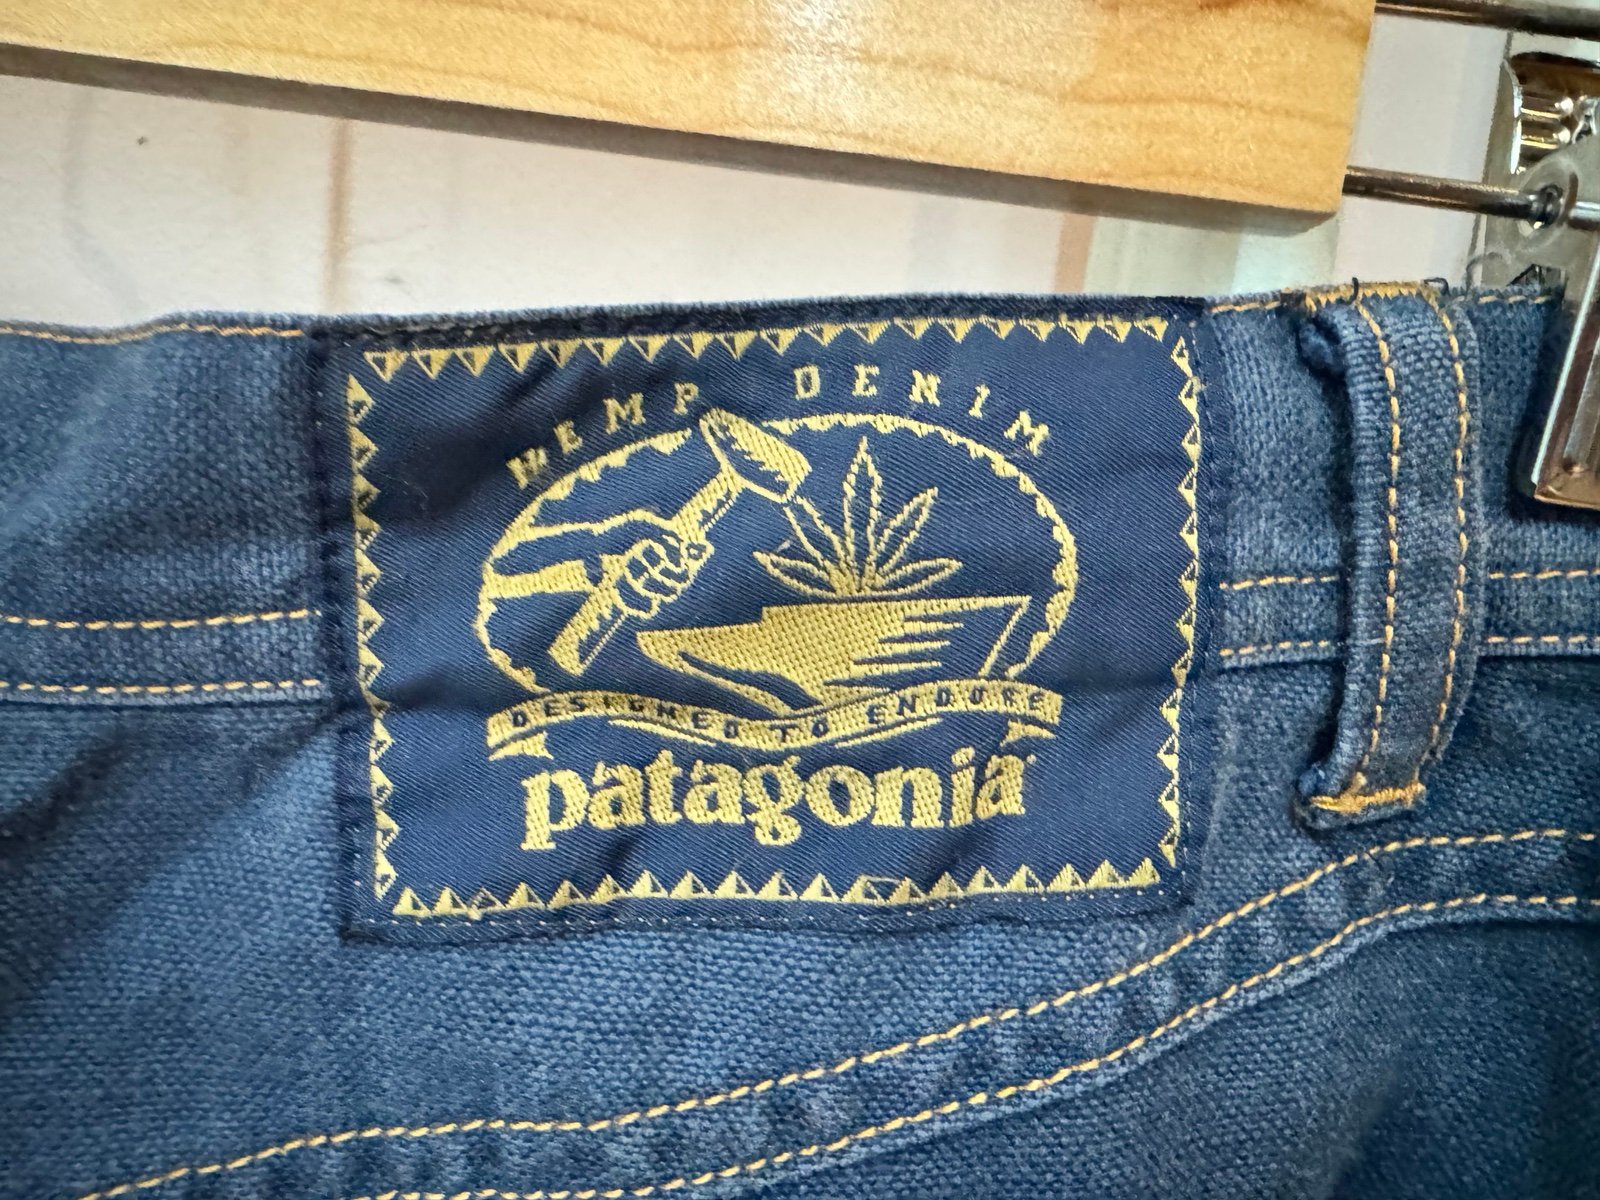 HEMP DENIM
DESIGNED TO ENDURE
patagonia